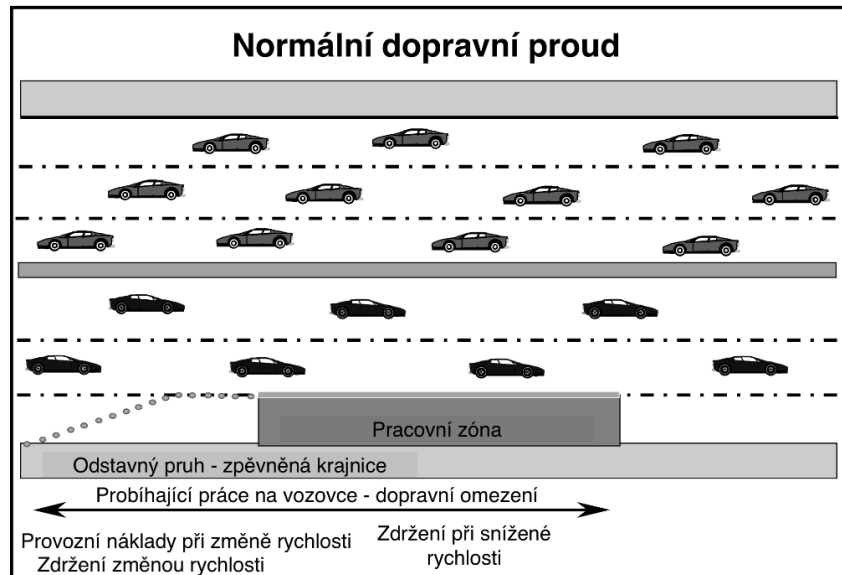 Normální dopravní proud
Pracovní zóna
Odstavný pruh - zpěvněná krajnice
Probíhající práce na vozovce - dopravní omezení
Provozní náklady při změně rychlosti
Zdržení změnou rychlosti
Zdržení při snížené
rychlosti